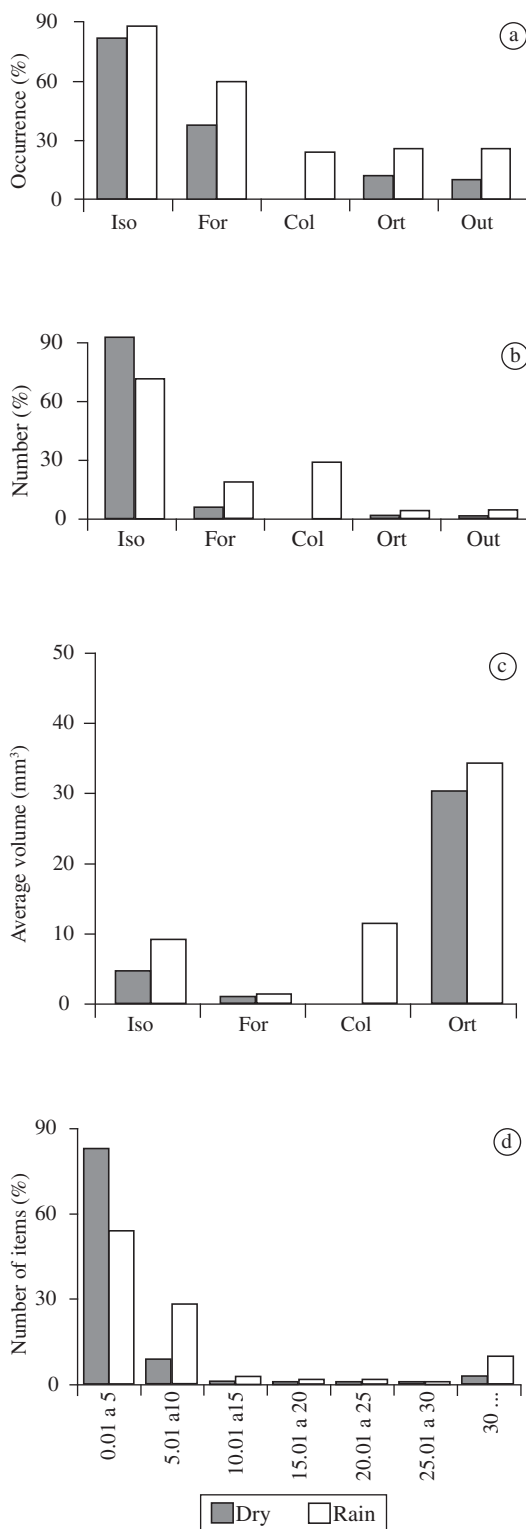 90
60
30
0
Occurrence (%)
a
Iso For Col Ort Out
90
60
30
0
Number (%)
b
Iso For Col Ort Out
50
40
30
20
10
0
Average volume (mm³)
c
Iso For Col Ort
90
60
30
0
Number of items (%)
d
0.01 a 5
5.01 a10
10.01 a15
15.01 a 20
20.01 a 25
25.01 a 30
30 ...
Dry Rain